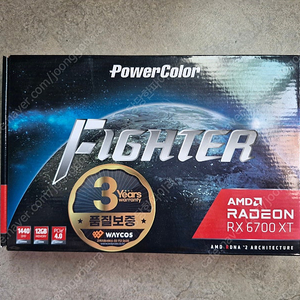 PowerColor
FIGHTER
3 Years
warranty
품질보증
WAYCOS
AMD
RADEON
RX 6700 XT
1440
12GB
PCIe
4.0
AMD RDNA 2 ARCHITECTURE